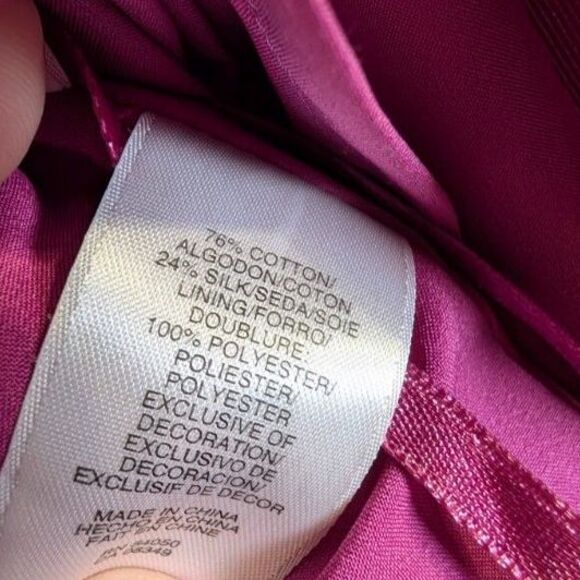 76% COTTON/
ALGODON/COTON
24% SILK/SEDA/SOIE
LINING/FORRO/
DOUBLURE:
100% POLYESTER/
POLIESTER/
POLYESTER
EXCLUSIVE OF
DECORATION/
EXCLUSIVO DE
DECORACION/
EXCLUSIF DE DECOR
MADE IN CHINA
HECHO EN CHINA
FAIT EN CHINE